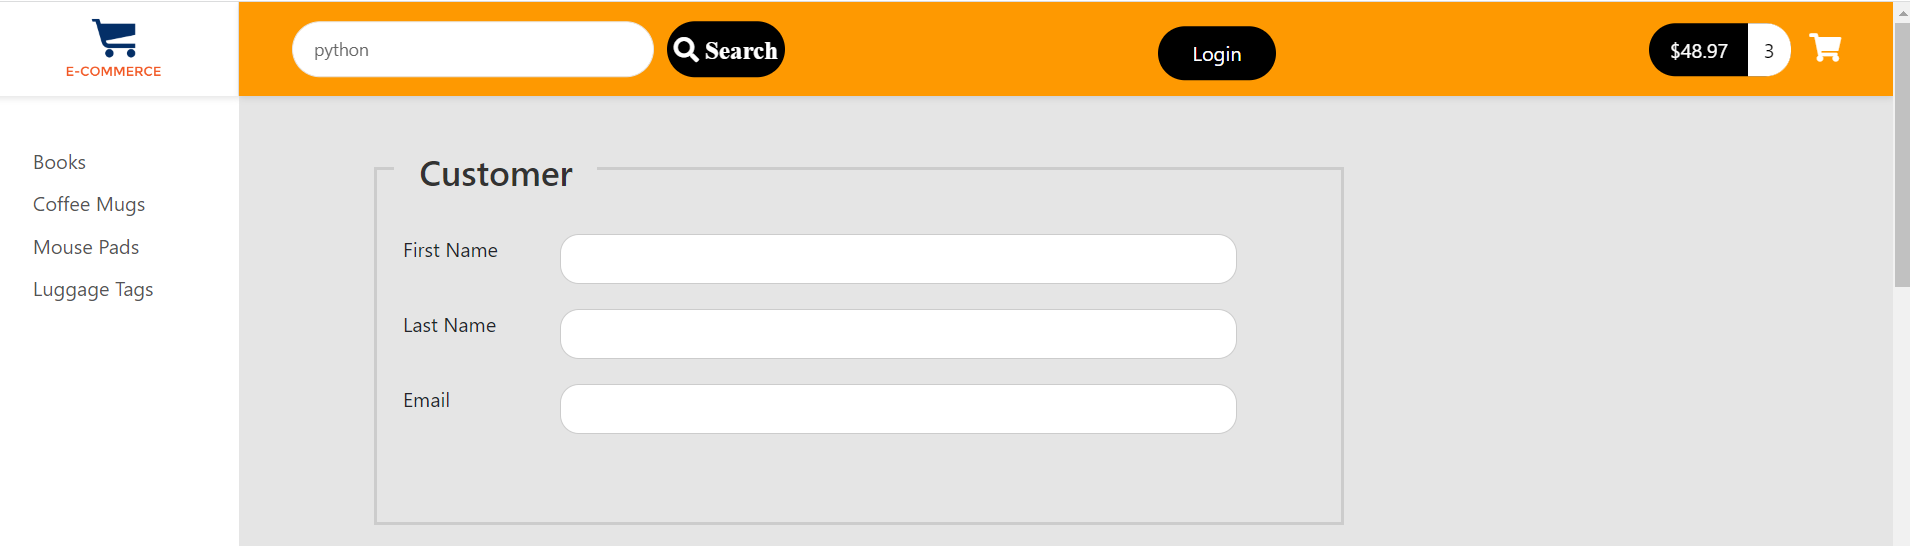 E-COMMERCE
python
Search
Login
$48.97 3
Books
Coffee Mugs
Mouse Pads
Luggage Tags
Customer
First Name
Last Name
Email